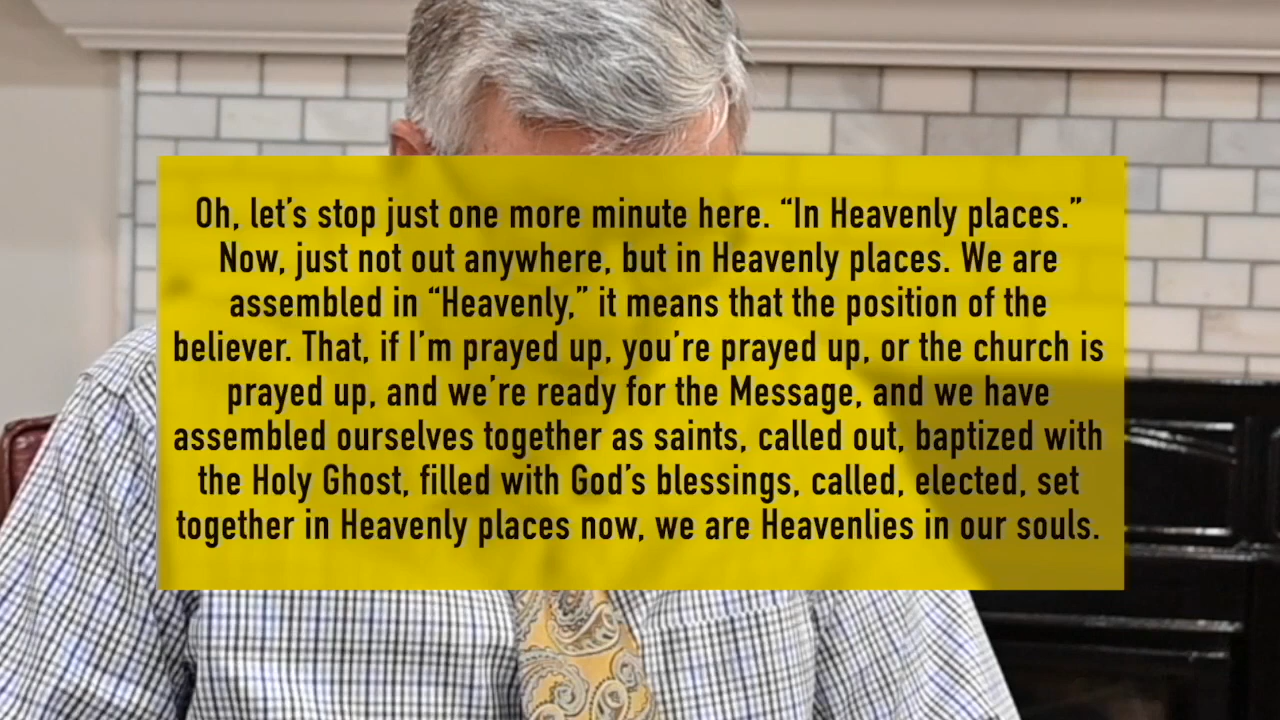 Oh, let’s stop just one more minute here. “In Heavenly places.”
Now, just not out anywhere, but in Heavenly places. We are
assembled in “Heavenly,” it means that the position of the
believer. That, if I’m prayed up, you’re prayed up, or the church is
prayed up, and we’re ready for the Message, and we have
assembled ourselves together as saints, called out, baptized with
the Holy Ghost, filled with God’s blessings, called, elected, set
together in Heavenly places now, we are Heavenlies in our souls.